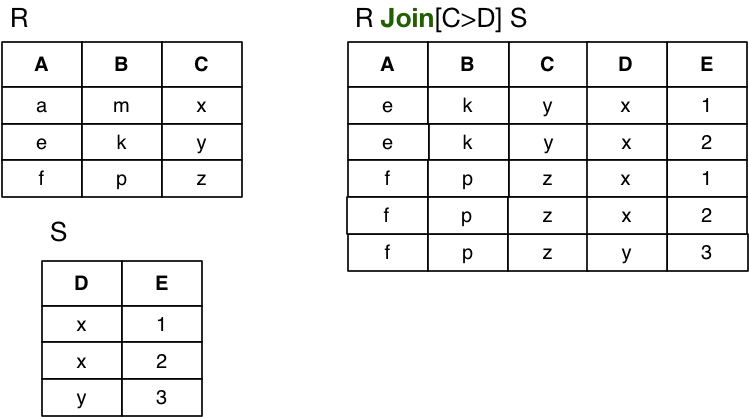 R
A B C
a m x
e k y
f p z
S
D E
x 1
x 2
y 3
R Join[C>D] S
A B C D E
e k y x 1
e k y x 2
f p z x 1
f p z x 2
f p z y 3